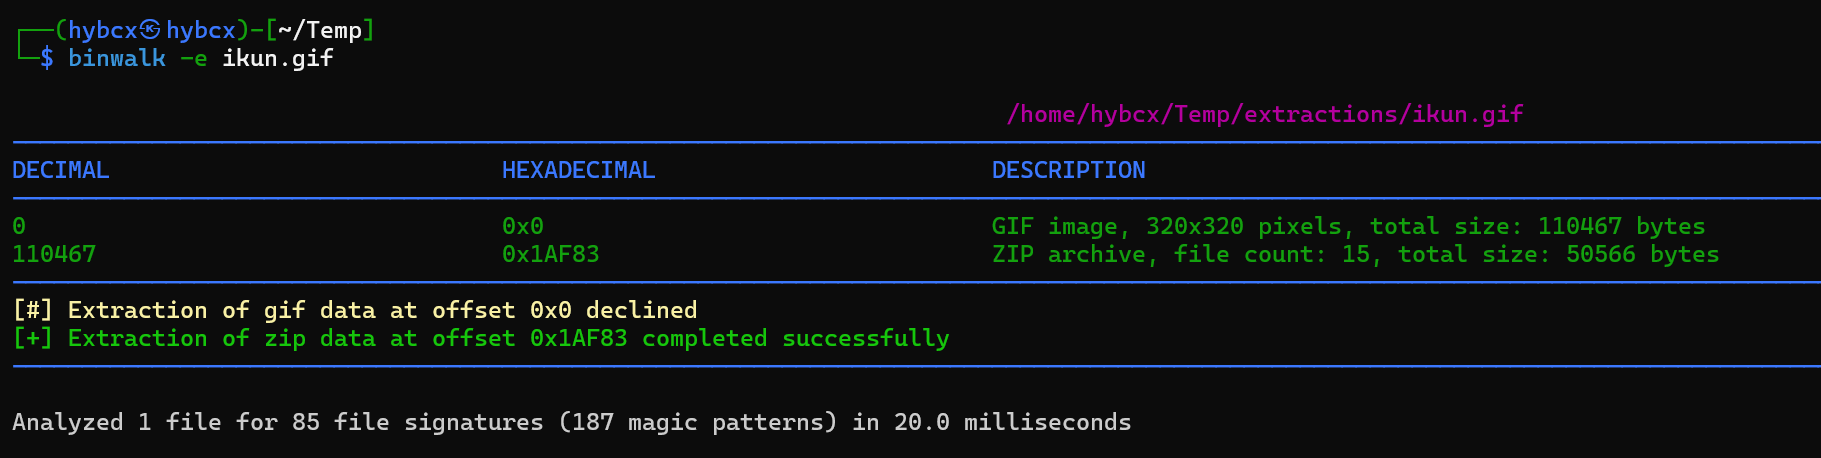 ┌──(hybcx㉿hybcx)-[~/Temp]
└─$ binwalk -e ikun.gif
/home/hybcx/Temp/extractions/ikun.gif
DECIMAL HEXADECIMAL DESCRIPTION
0 0x0 GIF image, 320x320 pixels, total size: 110467 bytes
110467 0x1AF83 ZIP archive, file count: 15, total size: 50566 bytes
[#] Extraction of gif data at offset 0x0 declined
[+] Extraction of zip data at offset 0x1AF83 completed successfully
Analyzed 1 file for 85 file signatures (187 magic patterns) in 20.0 milliseconds